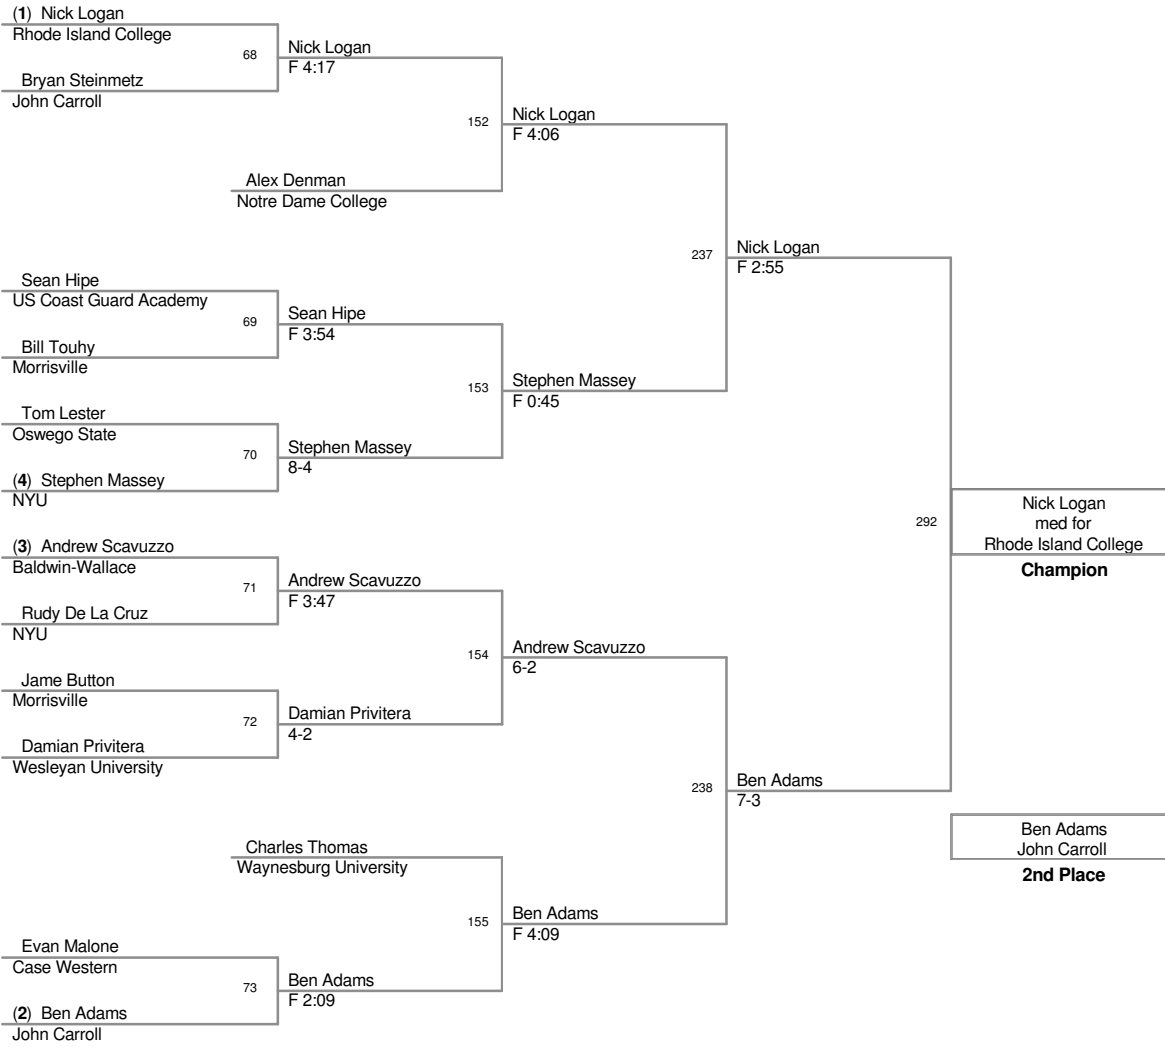 (1) Nick Logan
Rhode Island College
68
Nick Logan
F 4:17
Bryan Steinmetz
John Carroll
152
Nick Logan
F 4:06
Alex Denman
Notre Dame College
237
Nick Logan
F 2:55
Sean Hipe
US Coast Guard Academy
69
Sean Hipe
F 3:54
Bill Touhy
Morrisville
153
Stephen Massey
F 0:45
Tom Lester
Oswego State
70
Stephen Massey
8-4
(4) Stephen Massey
NYU
292
Nick Logan
med for
Rhode Island College
Champion
(3) Andrew Scavuzzo
Baldwin-Wallace
71
Andrew Scavuzzo
F 3:47
Rudy De La Cruz
NYU
154
Andrew Scavuzzo
6-2
Jame Button
Morrisville
72
Damian Privitera
4-2
Damian Privitera
Wesleyan University
238
Ben Adams
7-3
Ben Adams
John Carroll
2nd Place
Charles Thomas
Waynesburg University
155
Ben Adams
F 4:09
Evan Malone
Case Western
73
Ben Adams
F 2:09
(2) Ben Adams
John Carroll